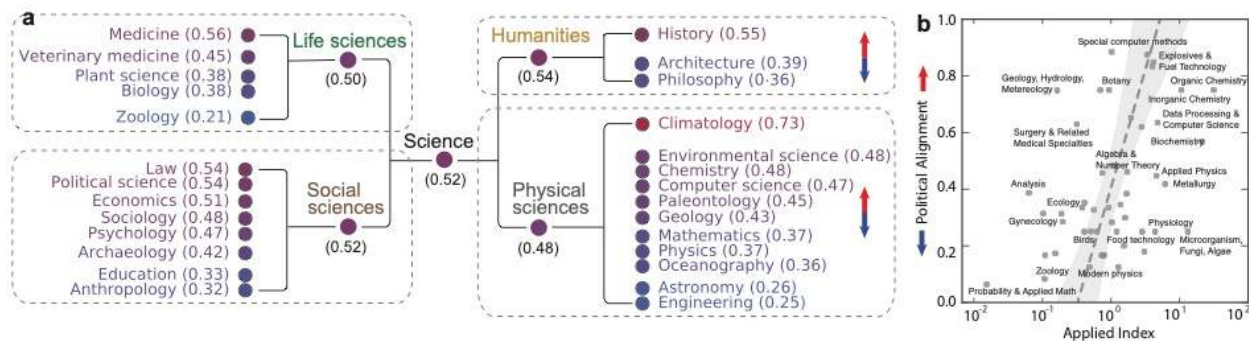 a
Medicine (0.56)
Veterinary medicine (0.45)
Plant science (0.38)
Biology (0.38)
Zoology (0.21)
Life sciences
(0.50)
Law (0.54)
Political science (0.54)
Economics (0.51)
Sociology (0.48)
Psychology (0.47)
Archaeology (0.42)
Education (0.33)
Anthropology (0.32)
Social
sciences
(0.52)
Science
(0.52)
Humanities
(0.54)
History (0.55)
Architecture (0.39)
Philosophy (0.36)
Physical
sciences
(0.48)
Climatology (0.73)
Environmental science (0.48)
Chemistry (0.48)
Computer science (0.47)
Paleontology (0.45)
Geology (0.43)
Mathematics (0.37)
Physics (0.37)
Oceanography (0.36)
Astronomy (0.26)
Engineering (0.25)
b
Political Alignment
1.0
0.8
0.6
0.4
0.2
0.0
Special computer methods
Explosives &
Fuel Technology
Geology, Hydrology,
Metereology
Botany
Organic Chemistry
Inorganic Chemistry
Data Processing &
Computer Science
Surgery & Related
Medical Specialties
Biochemistry
Algebra &
Number Theory
Applied Physics
Metallurgy
Analysis
Ecology
Gynecology
Physiology
Birds
Food technology
Microorganism,
Fungi, Algae
Zoology
Modern physics
Probability & Applied Math
10-2
10-1
100
101
10-2
Applied Index